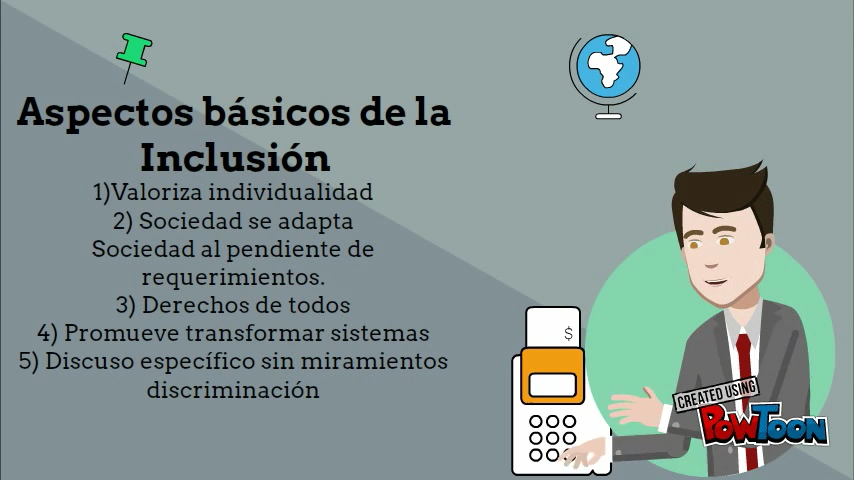 Aspectos básicos de la
Inclusión
1)Valoriza individualidad
2) Sociedad se adapta
Sociedad al pendiente de
requerimientos.
3) Derechos de todos
4) Promueve transformar sistemas
5) Discuso específico sin miramientos
discriminación
$
CREATED USING
POWTOON